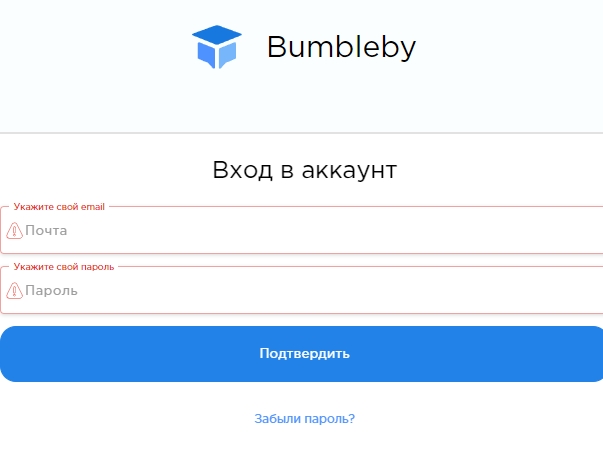 Bumbleby
Вход в аккаунт
Укажите свой email
Почта
Укажите свой пароль
Пароль
Подтвердить
Забыли пароль?